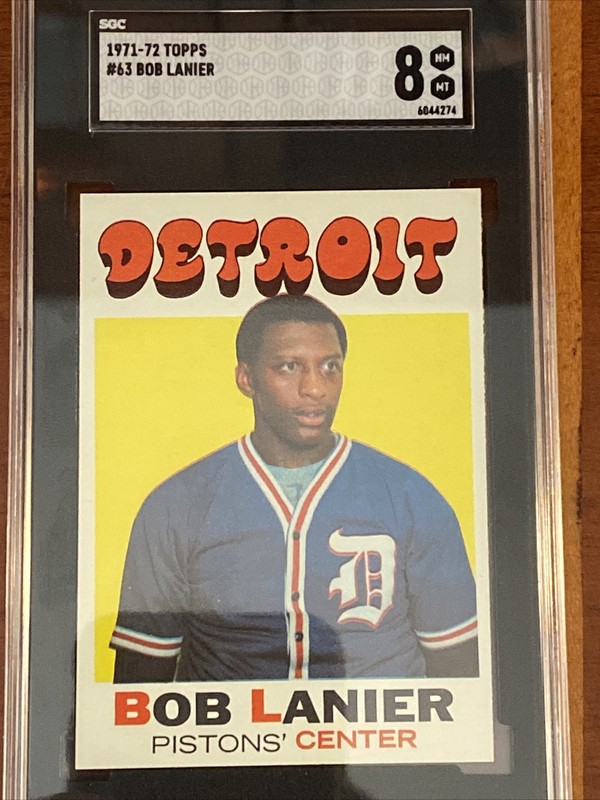 SGC
1971-72 TOPPS
#63 BOB LANIER
8
NM
MT
6044274
DETROIT
D
BOB LANIER
PISTONS' CENTER